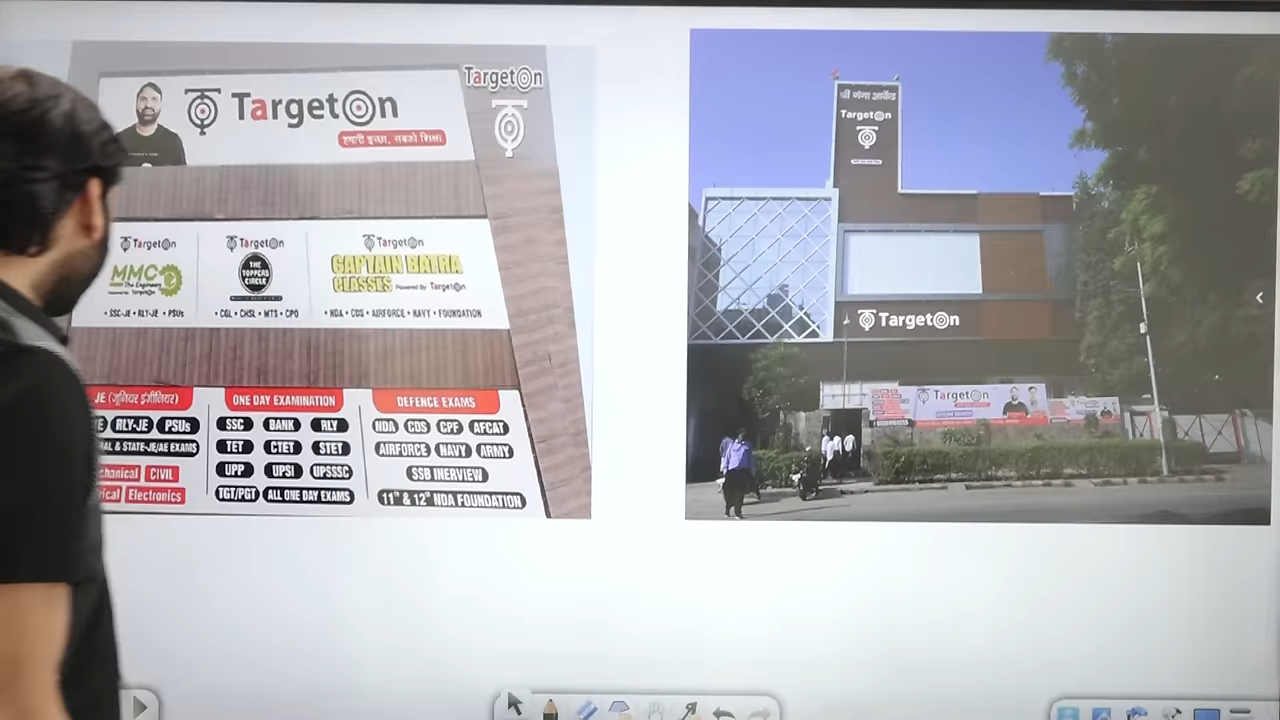 TargetOn
हमारी इच्छा, सबको शिक्षा
TargetOn
TargetOn
MMC
The Engineers
Powered By TargetOn
• SSC-JE • RLY-JE • PSUs
TargetOn
THE
TOPPERS
CIRCLE
• CGL • CHSL • MTS • CPO
TargetOn
CAPTAIN BATRA
CLASSES Powered By TargetOn
• NDA • CDS • AIRFORCE • NAVY • FOUNDATION
JE (जूनियर इंजीनियर)
RLY-JE PSUs
& STATE-JE/AE EXAMS
CIVIL
Electronics
ONE DAY EXAMINATION
SSC BANK RLY
TET CTET STET
UPP UPSI UPSSSC
TGT/PGT ALL ONE DAY EXAMS
DEFENCE EXAMS
NDA CDS CPF AFCAT
AIRFORCE NAVY ARMY
SSB INERVIEW
11th & 12th NDA FOUNDATION
श्री गंगा आर्केड
TargetOn
TargetOn
TargetOn